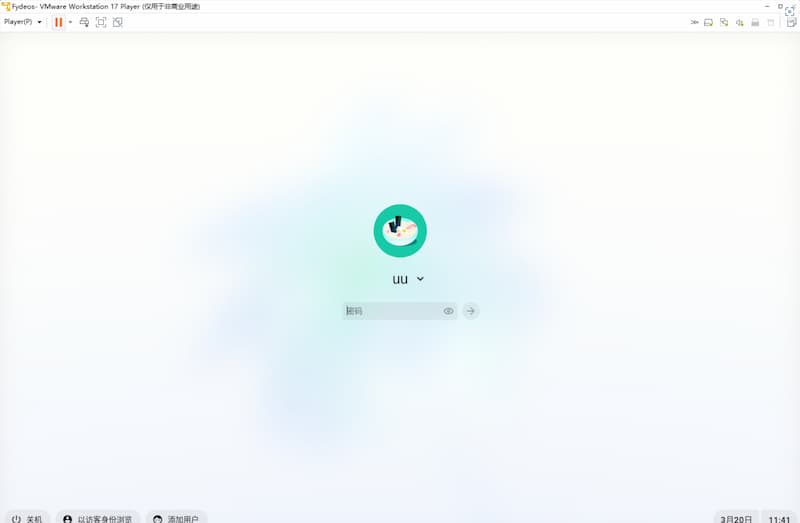 Fydeos- VMware Workstation 17 Player (仅用于非商业用途)
Player(P)
uu
密码
关机 以访客身份浏览 添加用户 3月20日 11:41